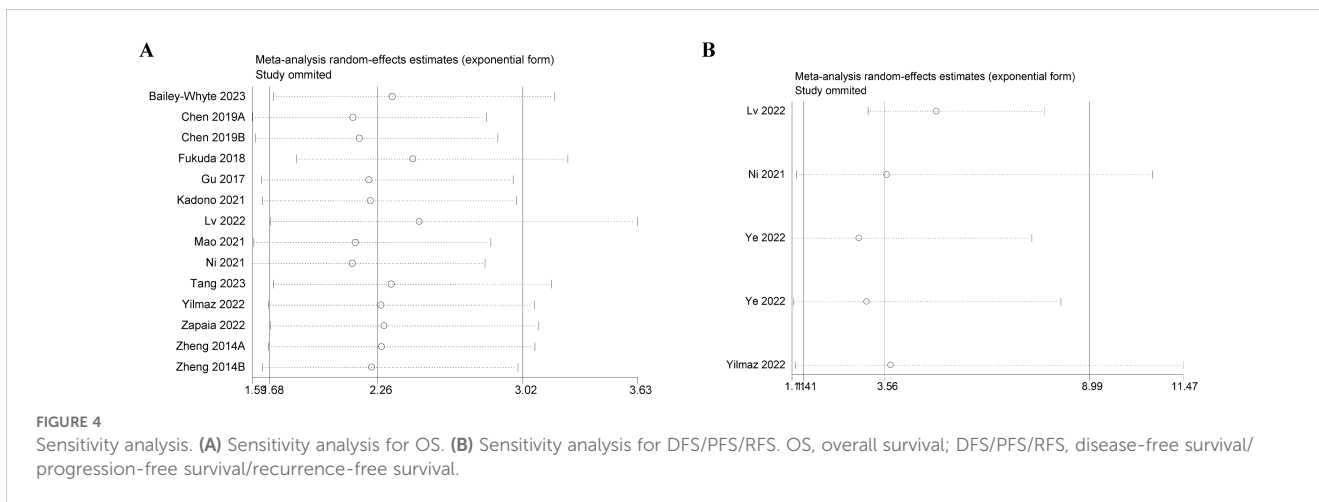 A
Meta-analysis random-effects estimates (exponential form)
Study ommited
Bailey-Whyte 2023
Chen 2019A
Chen 2019B
Fukuda 2018
Gu 2017
Kadono 2021
Lv 2022
Mao 2021
Ni 2021
Tang 2023
Yilmaz 2022
Zapaia 2022
Zheng 2014A
Zheng 2014B
1.59 1.68 2.26 3.02 3.63
B
Meta-analysis random-effects estimates (exponential form)
Study ommited
Lv 2022
Ni 2021
Ye 2022
Ye 2022
Yilmaz 2022
3.56 8.99 11.47
FIGURE 4
Sensitivity analysis. (A) Sensitivity analysis for OS. (B) Sensitivity analysis for DFS/PFS/RFS. OS, overall survival; DFS/PFS/RFS, disease-free survival/
progression-free survival/recurrence-free survival.